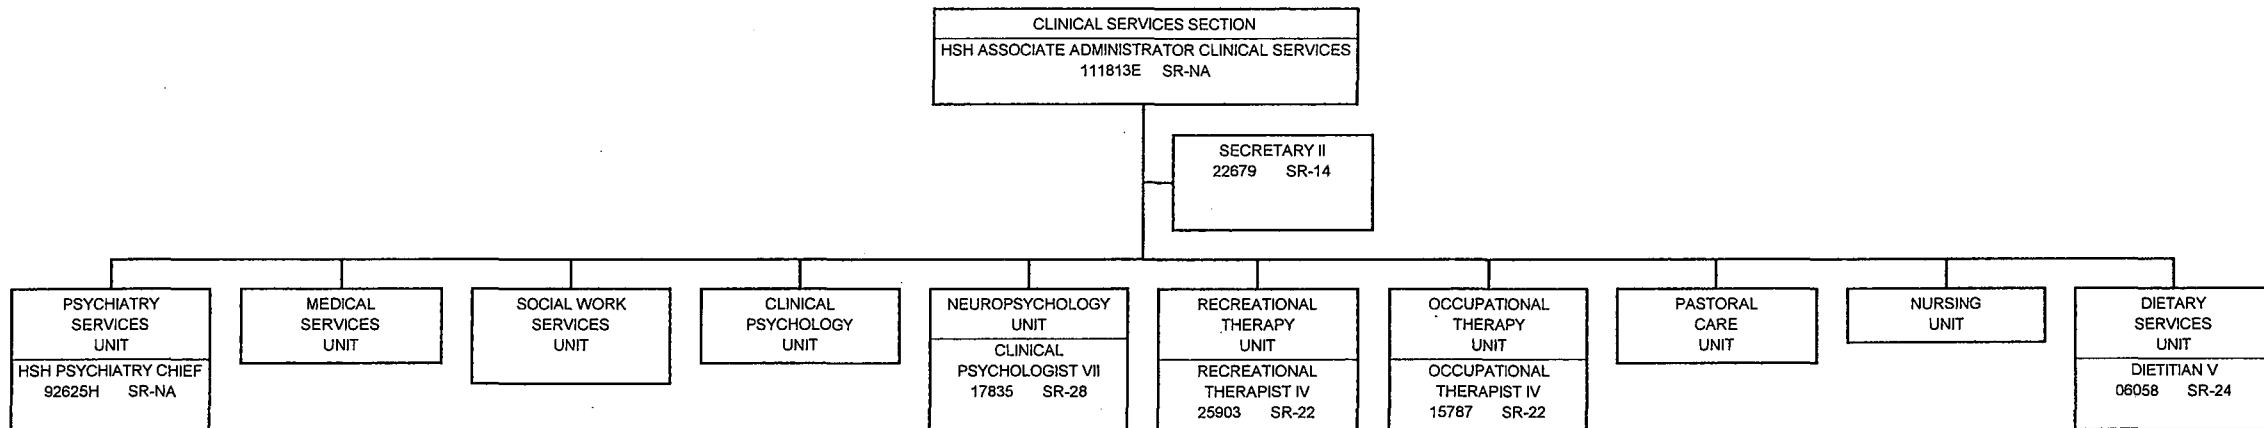 CLINICAL SERVICES SECTION
HSH ASSOCIATE ADMINISTRATOR CLINICAL SERVICES
111813E SR-NA
SECRETARY II
22679 SR-14
PSYCHIATRY
SERVICES
UNIT
HSH PSYCHIATRY CHIEF
92625H SR-NA
MEDICAL
SERVICES
UNIT
SOCIAL WORK
SERVICES
UNIT
CLINICAL
PSYCHOLOGY
UNIT
NEUROPSYCHOLOGY
UNIT
CLINICAL
PSYCHOLOGIST VII
17835 SR-28
RECREATIONAL
THERAPY
UNIT
RECREATIONAL
THERAPIST IV
25903 SR-22
OCCUPATIONAL
THERAPY
UNIT
OCCUPATIONAL
THERAPIST IV
15787 SR-22
PASTORAL
CARE
UNIT
NURSING
UNIT
DIETARY
SERVICES
UNIT
DIETITIAN V
06058 SR-24